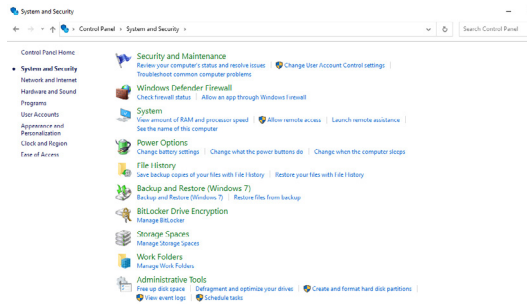 System and Security
Control Panel > System and Security >
Search Control Panel
Control Panel Home
System and Security
Network and Internet
Hardware and Sound
Programs
User Accounts
Appearance and
Personalization
Clock and Region
Ease of Access
Security and Maintenance
Review your computer's status and resolve issues | Change User Account Control settings |
Troubleshoot common computer problems
Windows Defender Firewall
Check firewall status | Allow an app through Windows Firewall
System
View amount of RAM and processor speed | Allow remote access | Launch remote assistance |
See the name of this computer
Power Options
Change battery settings | Change what the power buttons do | Change when the computer sleeps
File History
Save backup copies of your files with File History | Restore your files with File History
Backup and Restore (Windows 7)
Backup and Restore (Windows 7) | Restore files from backup
BitLocker Drive Encryption
Manage BitLocker
Storage Spaces
Manage Storage Spaces
Work Folders
Manage Work Folders
Administrative Tools
Free up disk space | Defragment and optimize your drives | Create and format hard disk partitions |
View event logs | Schedule tasks